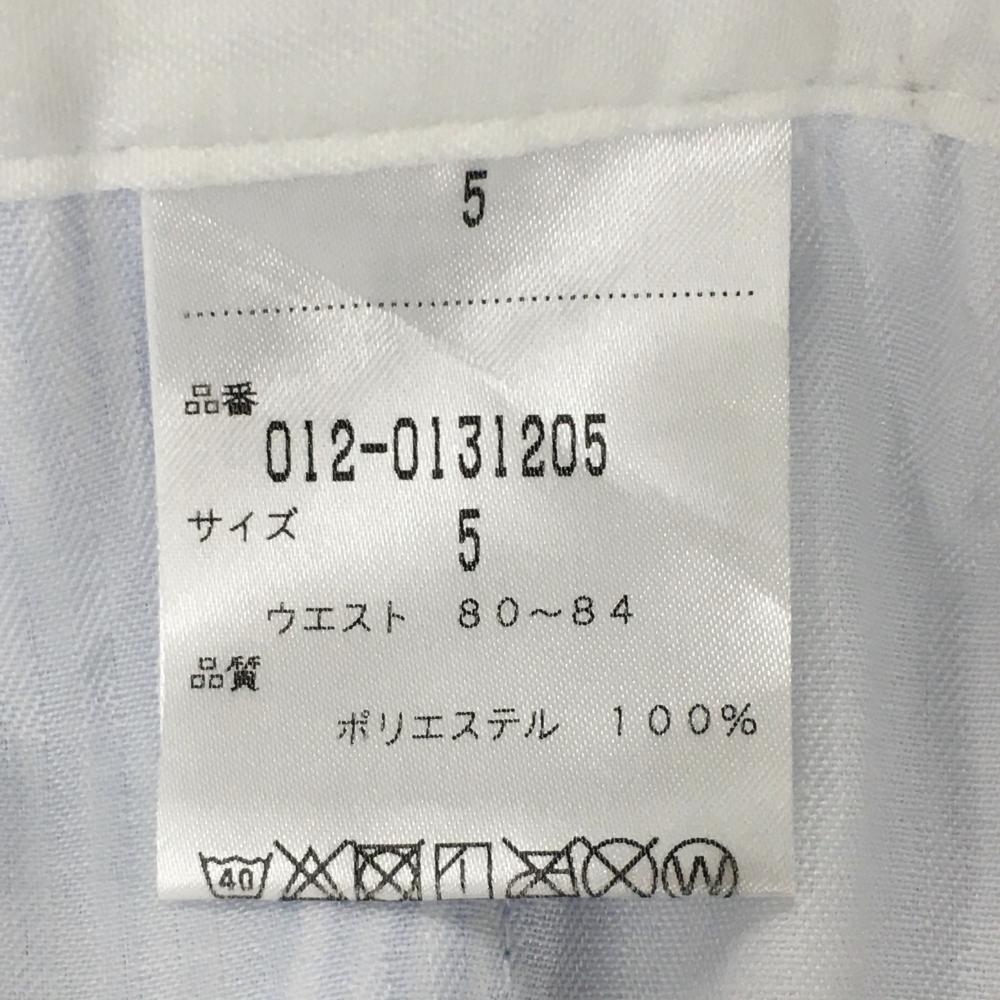 5
品番
012-0131205
サイズ 5
ウエスト 80～84
品質
ポリエステル 100%
40 W